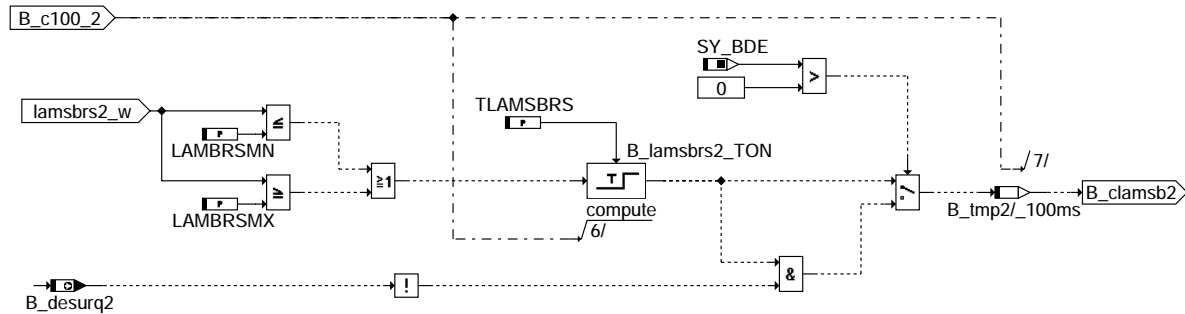 B_c100_2
SY_BDE
>
0
lamsbrs2_w
TLAMSBRS
P
≤
P
LAMBRSMN
B_lamsbrs2_TON
7/
≥1
T
≥
P
LAMBRSMX
compute
6/
B_tmp2/_100ms
B_clamsb2
&
!
B_desurq2